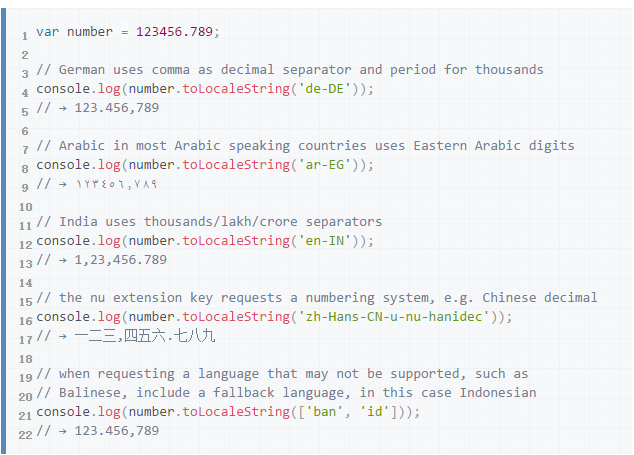 1 var number = 123456.789;
2
3 // German uses comma as decimal separator and period for thousands
4 console.log(number.toLocaleString('de-DE'));
5 // → 123.456,789
6
7 // Arabic in most Arabic speaking countries uses Eastern Arabic digits
8 console.log(number.toLocaleString('ar-EG'));
9 // → ١٢٣٤٥٦,٧٨٩
10
11 // India uses thousands/lakh/crore separators
12 console.log(number.toLocaleString('en-IN'));
13 // → 1,23,456.789
14
15 // the nu extension key requests a numbering system, e.g. Chinese decimal
16 console.log(number.toLocaleString('zh-Hans-CN-u-nu-hanidec'));
17 // → 一二三,四五六.七八九
18
19 // when requesting a language that may not be supported, such as
20 // Balinese, include a fallback language, in this case Indonesian
21 console.log(number.toLocaleString(['ban', 'id']));
22 // → 123.456,789